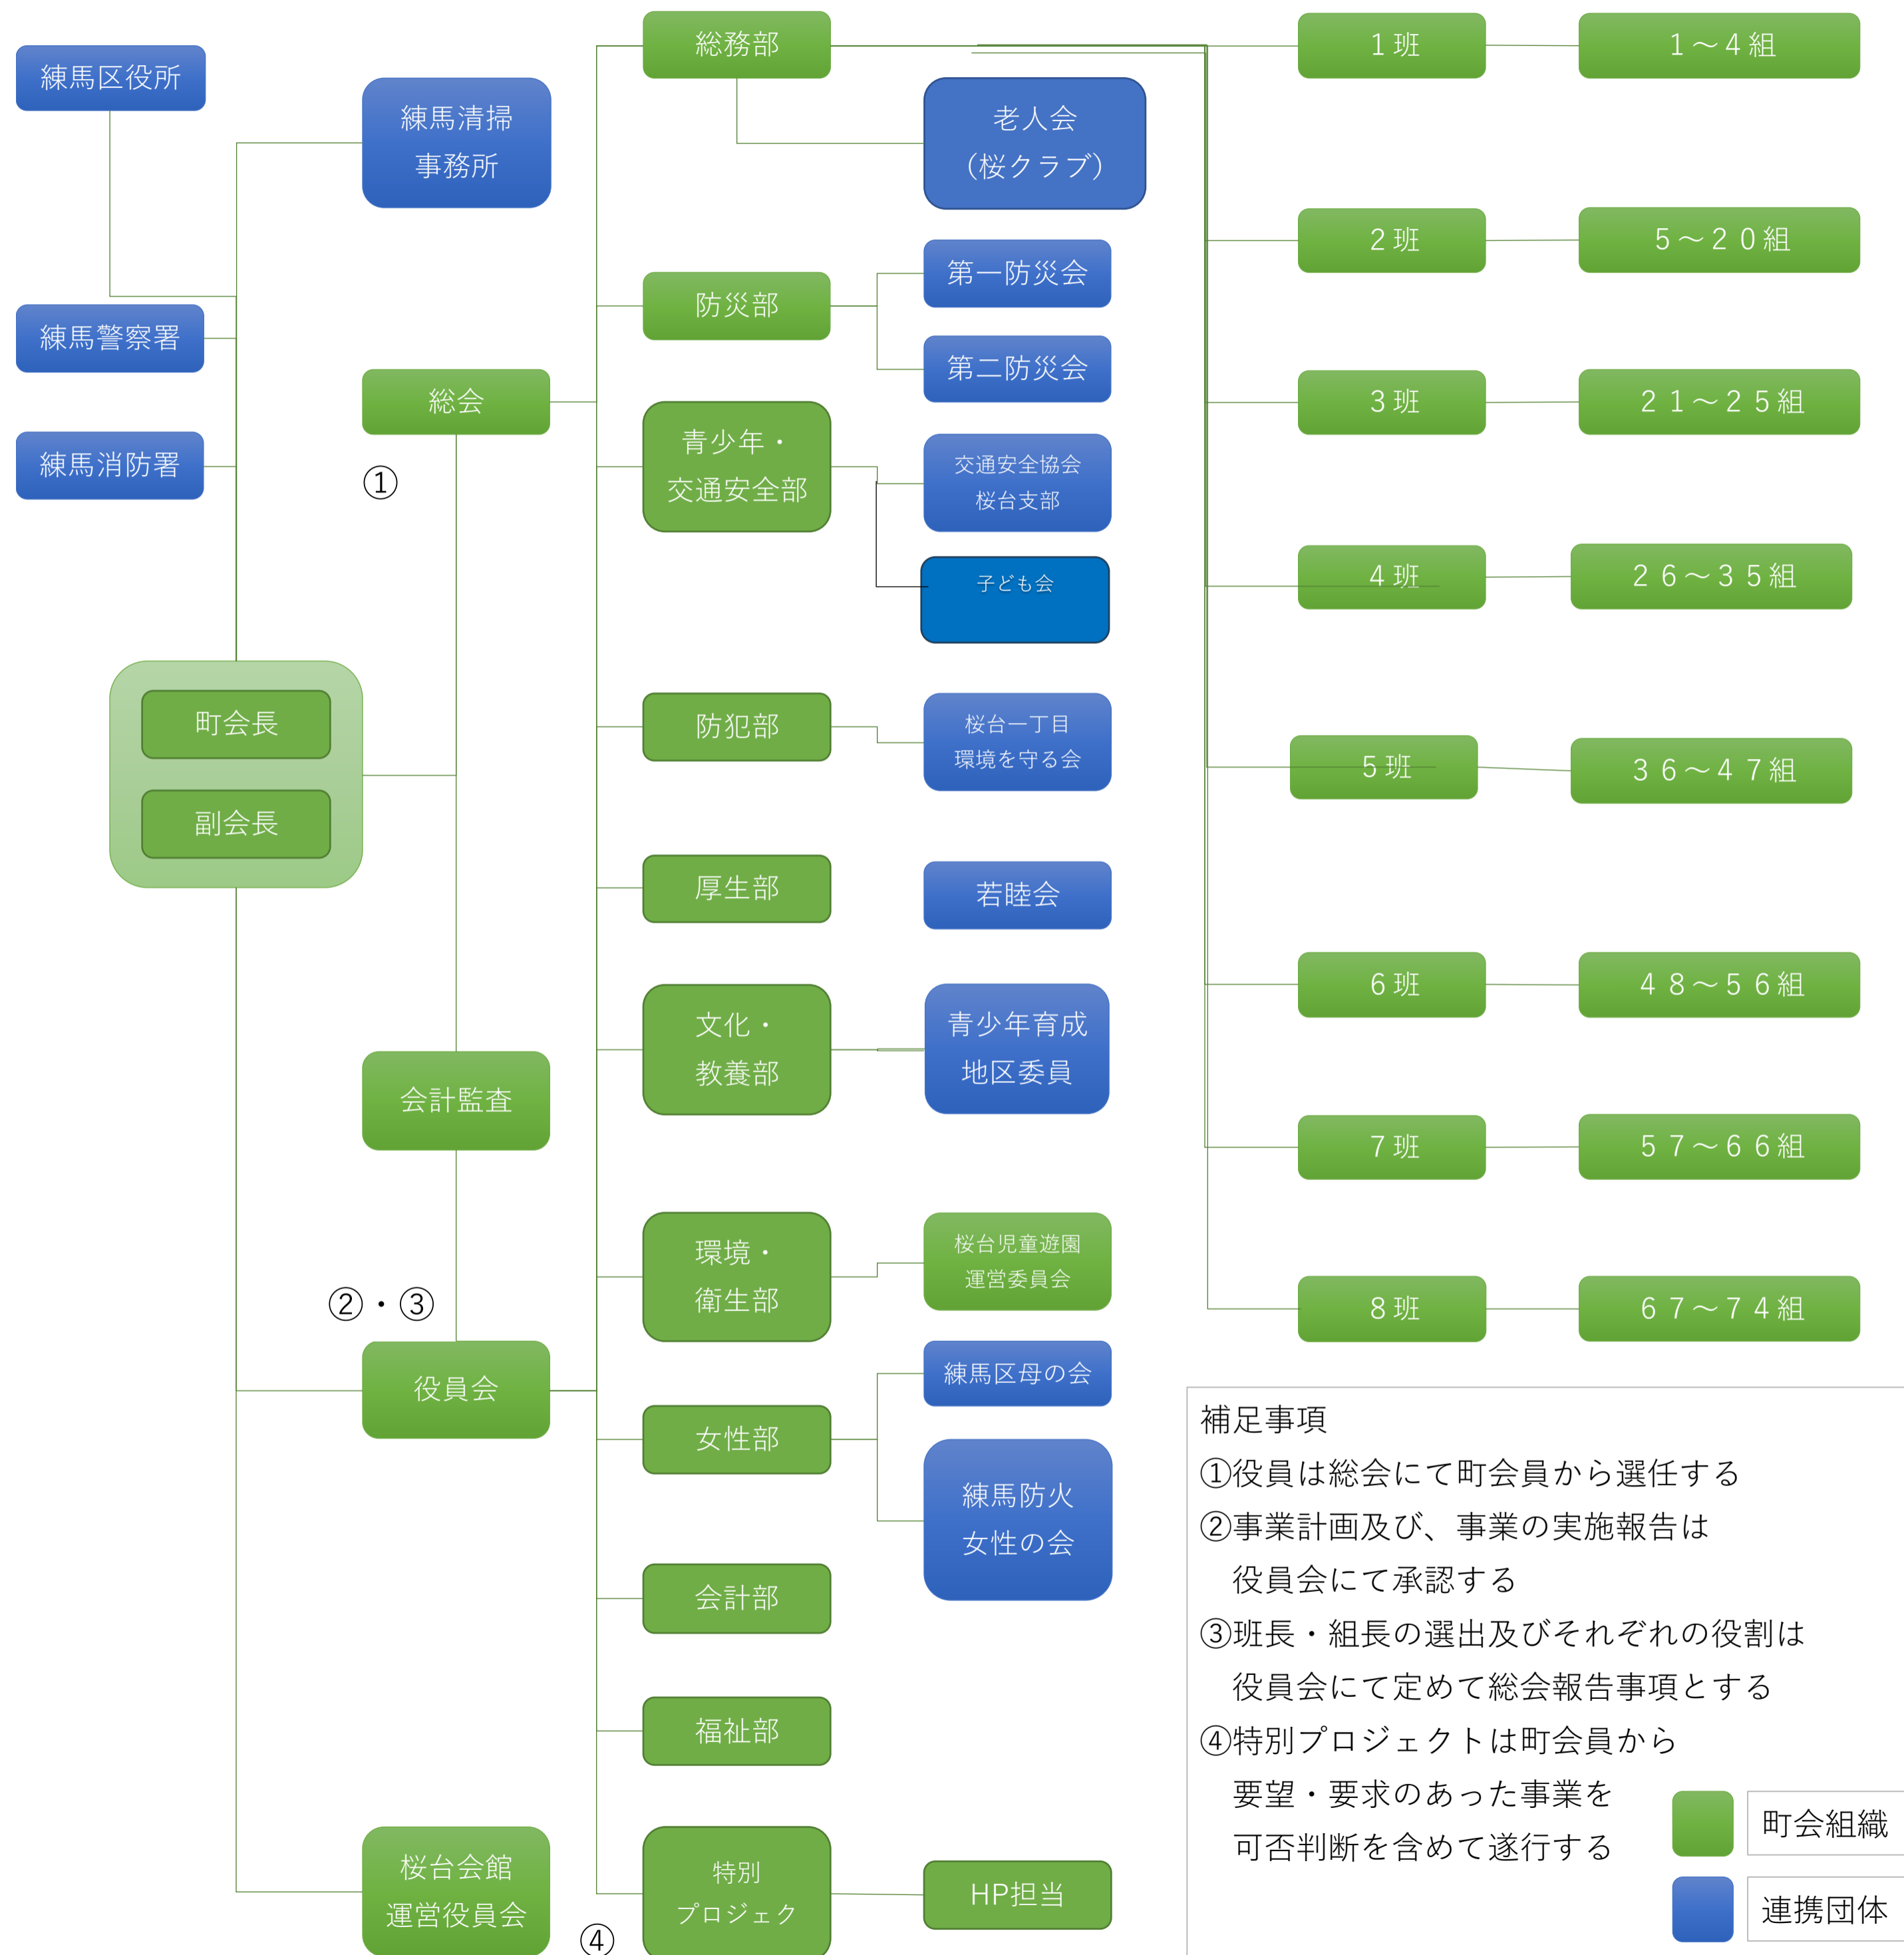 練馬区役所
練馬警察署
練馬消防署
町会長
副会長
練馬清掃
事務所
総会
①
会計監査
②・③
役員会
桜台会館
運営役員会
総務部
防災部
青少年・
交通安全部
防犯部
厚生部
文化・
教養部
環境・
衛生部
女性部
会計部
福祉部
特別
プロジェク
④
老人会
（桜クラブ）
第一防災会
第二防災会
交通安全協会
桜台支部
子ども会
桜台一丁目
環境を守る会
若睦会
青少年育成
地区委員
桜台児童遊園
運営委員会
練馬区母の会
練馬防火
女性の会
HP担当
１班
１～４組
２班
５～２０組
３班
２１～２５組
４班
２６～３５組
５班
３６～４７組
６班
４８～５６組
７班
５７～６６組
８班
６７～７４組
補足事項
①役員は総会にて町会員から選任する
②事業計画及び、事業の実施報告は
役員会にて承認する
③班長・組長の選出及びそれぞれの役割は
役員会にて定めて総会報告事項とする
④特別プロジェクトは町会員から
要望・要求のあった事業を
可否判断を含めて遂行する
町会組織
連携団体